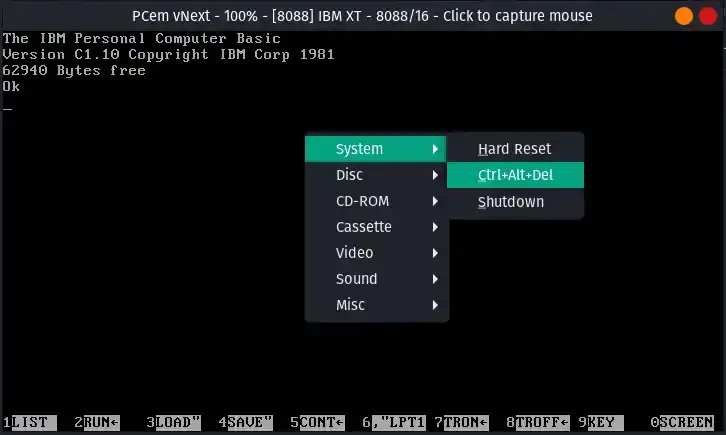 PCem vNext - 100% - [8088] IBM XT - 8088/16 - Click to capture mouse
The IBM Personal Computer Basic
Version C1.10 Copyright IBM Corp 1981
62940 Bytes free
Ok
_
System
Disc
CD-ROM
Cassette
Video
Sound
Misc
Hard Reset
Ctrl+Alt+Del
Shutdown
1LIST 2RUN← 3LOAD" 4SAVE" 5CONT← 6,"LPT1 7TRON← 8TROFF← 9KEY 0SCREEN